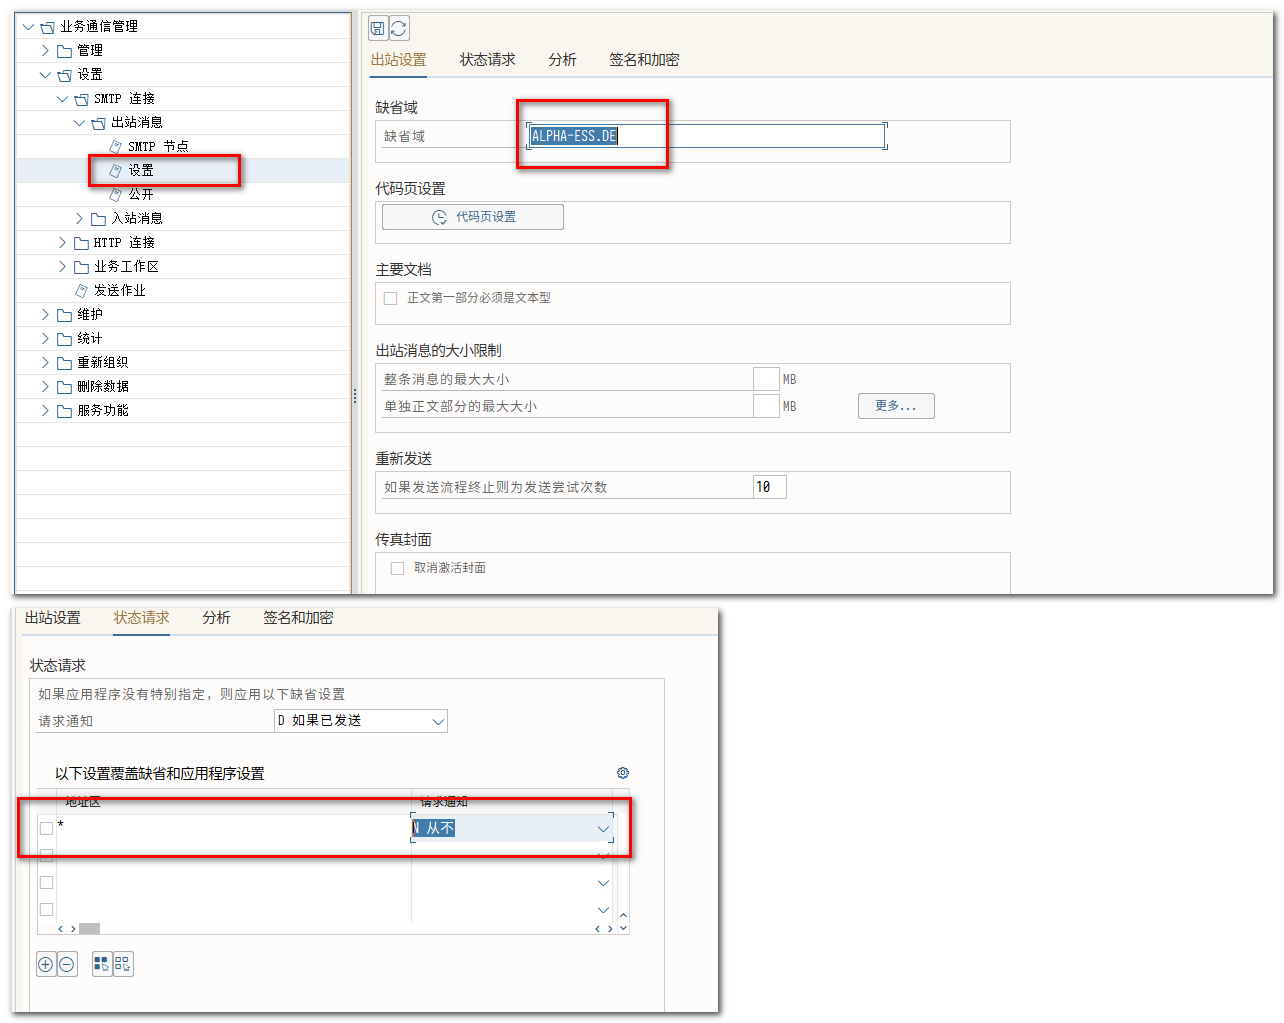 业务通信管理
管理
设置
SMTP 连接
出站消息
SMTP 节点
设置
公开
入站消息
HTTP 连接
业务工作区
发送作业
维护
统计
重新组织
删除数据
服务功能
出站设置 状态请求 分析 签名和加密
缺省域
缺省域 ALPHA-ESS.DE
代码页设置
代码页设置
主要文档
正文第一部分必须是文本型
出站消息的大小限制
整条消息的最大大小 MB
单独正文部分的最大大小 MB 更多...
重新发送
如果发送流程终止则为发送尝试次数 10
传真封面
取消激活封面
出站设置 状态请求 分析 签名和加密
状态请求
如果应用程序没有特别指定，则应用以下缺省设置
请求通知 D 如果已发送
以下设置覆盖缺省和应用程序设置
地址区 请求通知
* N 从不